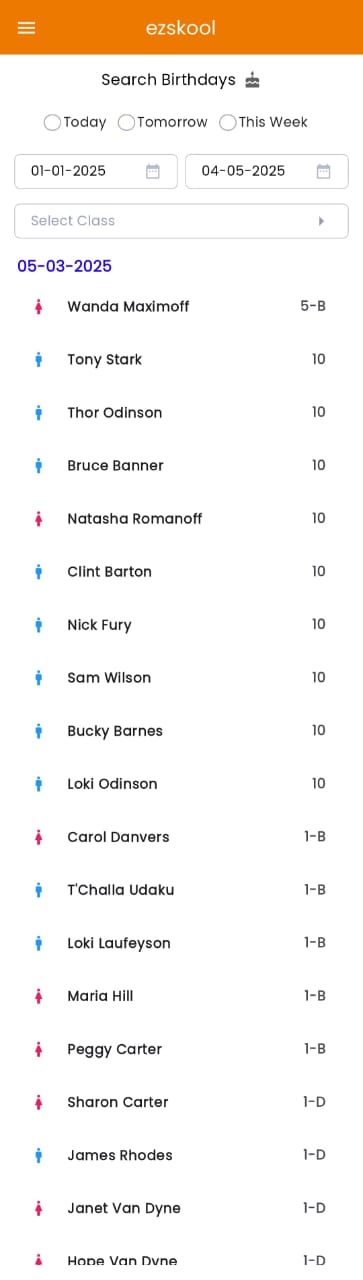 ezskool
Search Birthdays
Today Tomorrow This Week
01-01-2025 04-05-2025
Select Class
05-03-2025
Wanda Maximoff 5-B
Tony Stark 10
Thor Odinson 10
Bruce Banner 10
Natasha Romanoff 10
Clint Barton 10
Nick Fury 10
Sam Wilson 10
Bucky Barnes 10
Loki Odinson 10
Carol Danvers 1-B
T'Challa Udaku 1-B
Loki Laufeyson 1-B
Maria Hill 1-B
Peggy Carter 1-B
Sharon Carter 1-D
James Rhodes 1-D
Janet Van Dyne 1-D
Hope Van Dyne 1-D